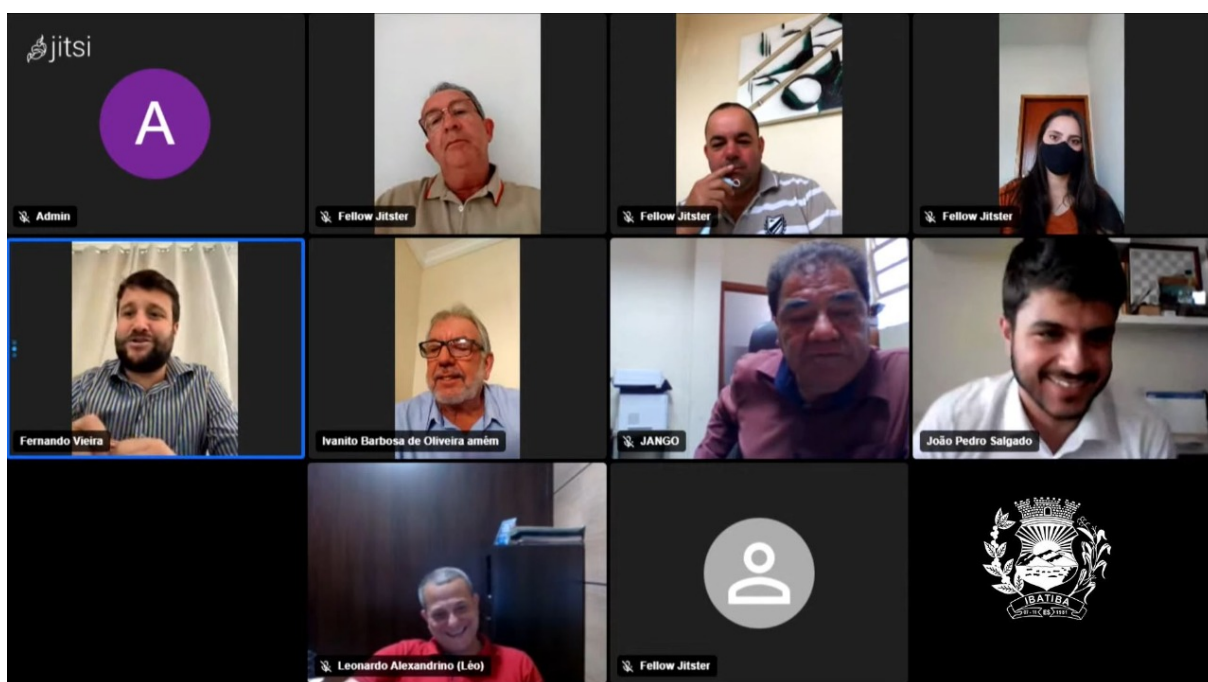 jitsi
A
Admin
Fellow Jitster
Fellow Jitster
Fellow Jitster
Fernando Vieira
Ivanito Barbosa de Oliveira amém
JANGO
João Pedro Salgado
Leonardo Alexandrino (Léo)
Fellow Jitster
IBATIBA
ES